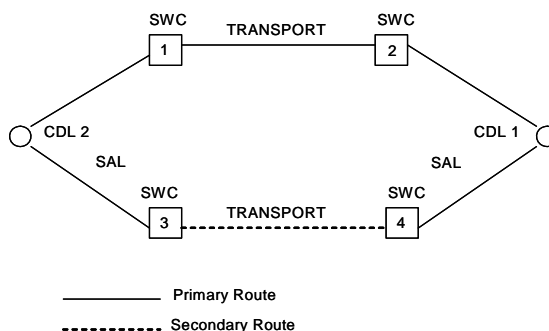 SWC
TRANSPORT
SWC
1
2
CDL 2
CDL 1
SAL
SAL
SWC
SWC
TRANSPORT
3
4
Primary Route
Secondary Route